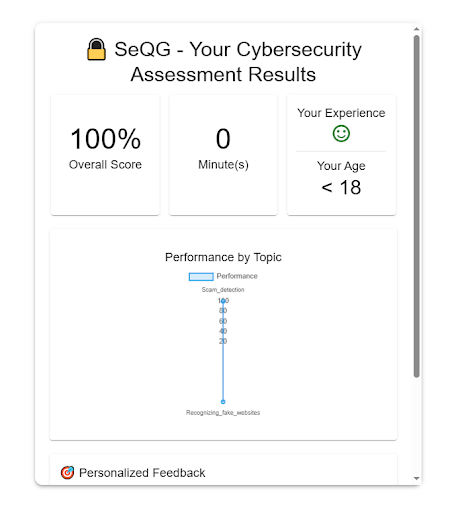 🔒 SeQG - Your Cybersecurity
Assessment Results
100%
Overall Score
0
Minute(s)
Your Experience
Your Age
< 18
Performance by Topic
Performance
Scam_detection
100
80
60
40
20
Recognizing_fake_websites
🎯 Personalized Feedback